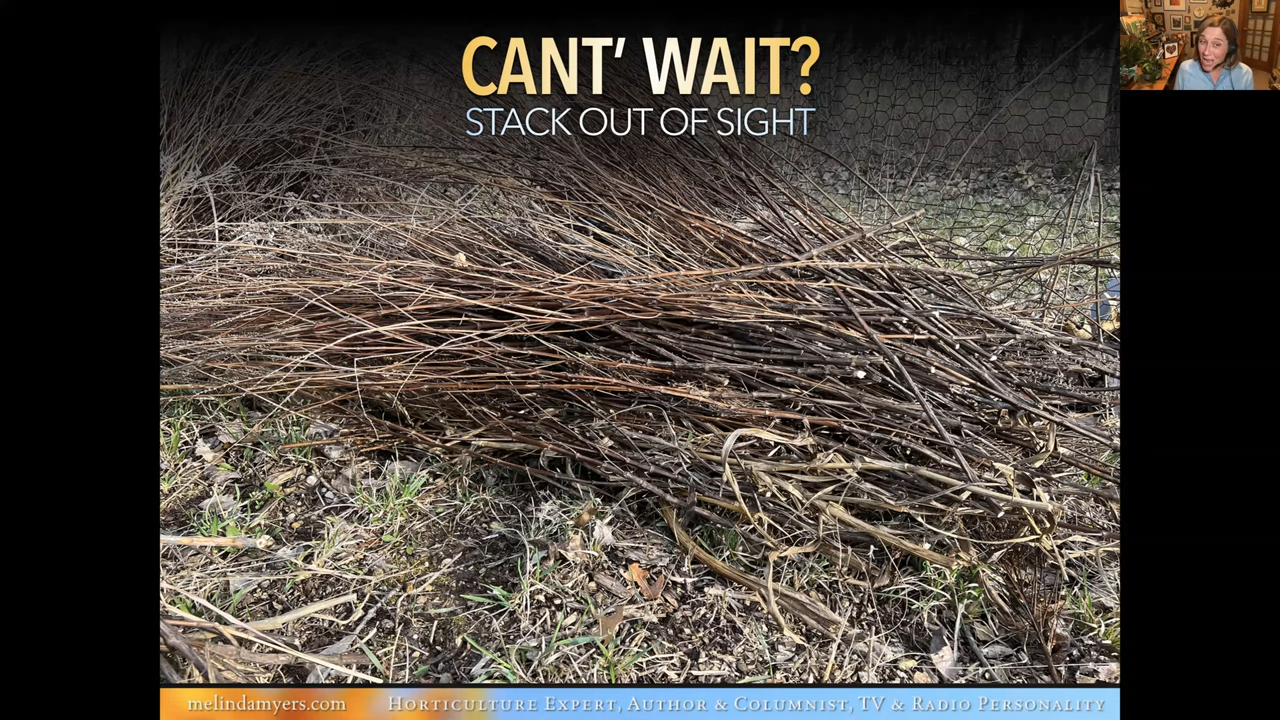 CANT' WAIT?
STACK OUT OF SIGHT
melindamyers.com Horticulture Expert, Author & Columnist, TV & Radio Personality